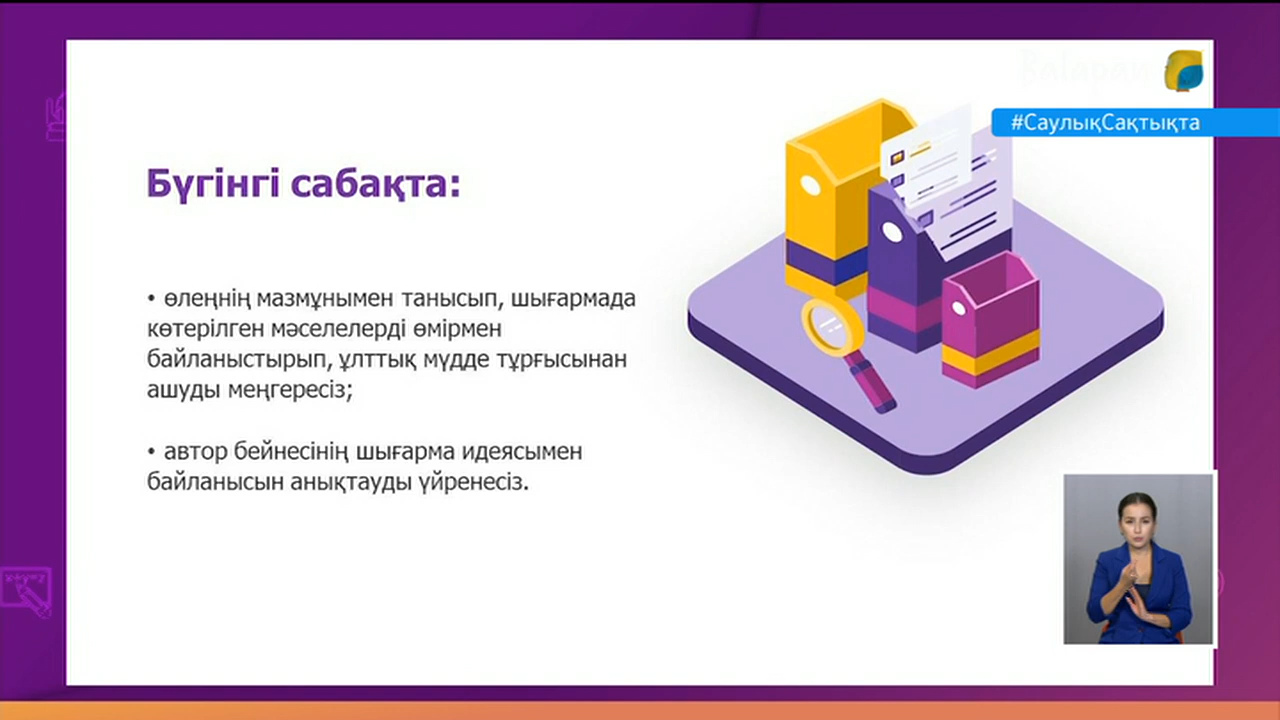 #СаулықСақтықта
Бүгінгі сабақта:
• өлеңнің мазмұнымен танысып, шығармада
көтерілген мәселелерді өмірмен
байланыстырып, ұлттық мүдде тұрғысынан
ашуды меңгересіз;
• автор бейнесінің шығарма идеясымен
байланысын анықтауды үйренесіз.